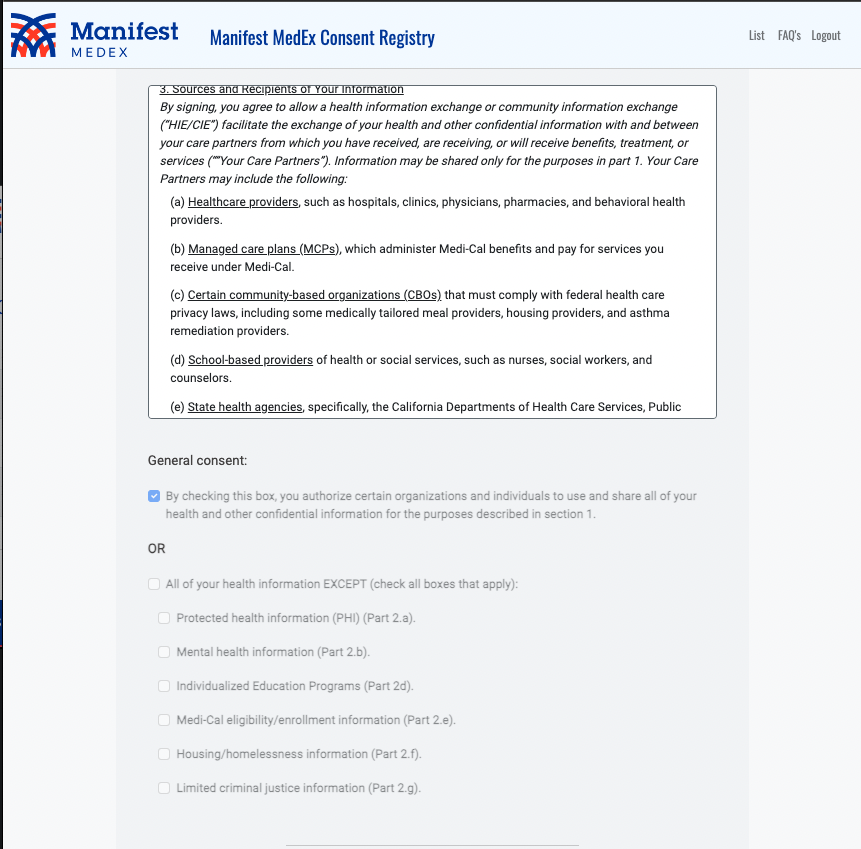 Manifest
MEDEX
Manifest MedEx Consent Registry
List FAQ's Logout
3. Sources and Recipients of Your Information
By signing, you agree to allow a health information exchange or community information exchange
("HIE/CIE") facilitate the exchange of your health and other confidential information with and between
your care partners from which you have received, are receiving, or will receive benefits, treatment, or
services (""Your Care Partners"). Information may be shared only for the purposes in part 1. Your Care
Partners may include the following:
(a) Healthcare providers, such as hospitals, clinics, physicians, pharmacies, and behavioral health
providers.
(b) Managed care plans (MCPs), which administer Medi-Cal benefits and pay for services you
receive under Medi-Cal.
(c) Certain community-based organizations (CBOs) that must comply with federal health care
privacy laws, including some medically tailored meal providers, housing providers, and asthma
remediation providers.
(d) School-based providers of health or social services, such as nurses, social workers, and
counselors.
(e) State health agencies, specifically, the California Departments of Health Care Services, Public
General consent:
By checking this box, you authorize certain organizations and individuals to use and share all of your
health and other confidential information for the purposes described in section 1.
OR
All of your health information EXCEPT (check all boxes that apply):
Protected health information (PHI) (Part 2.a).
Mental health information (Part 2.b).
Individualized Education Programs (Part 2d).
Medi-Cal eligibility/enrollment information (Part 2.e).
Housing/homelessness information (Part 2.f).
Limited criminal justice information (Part 2.g).